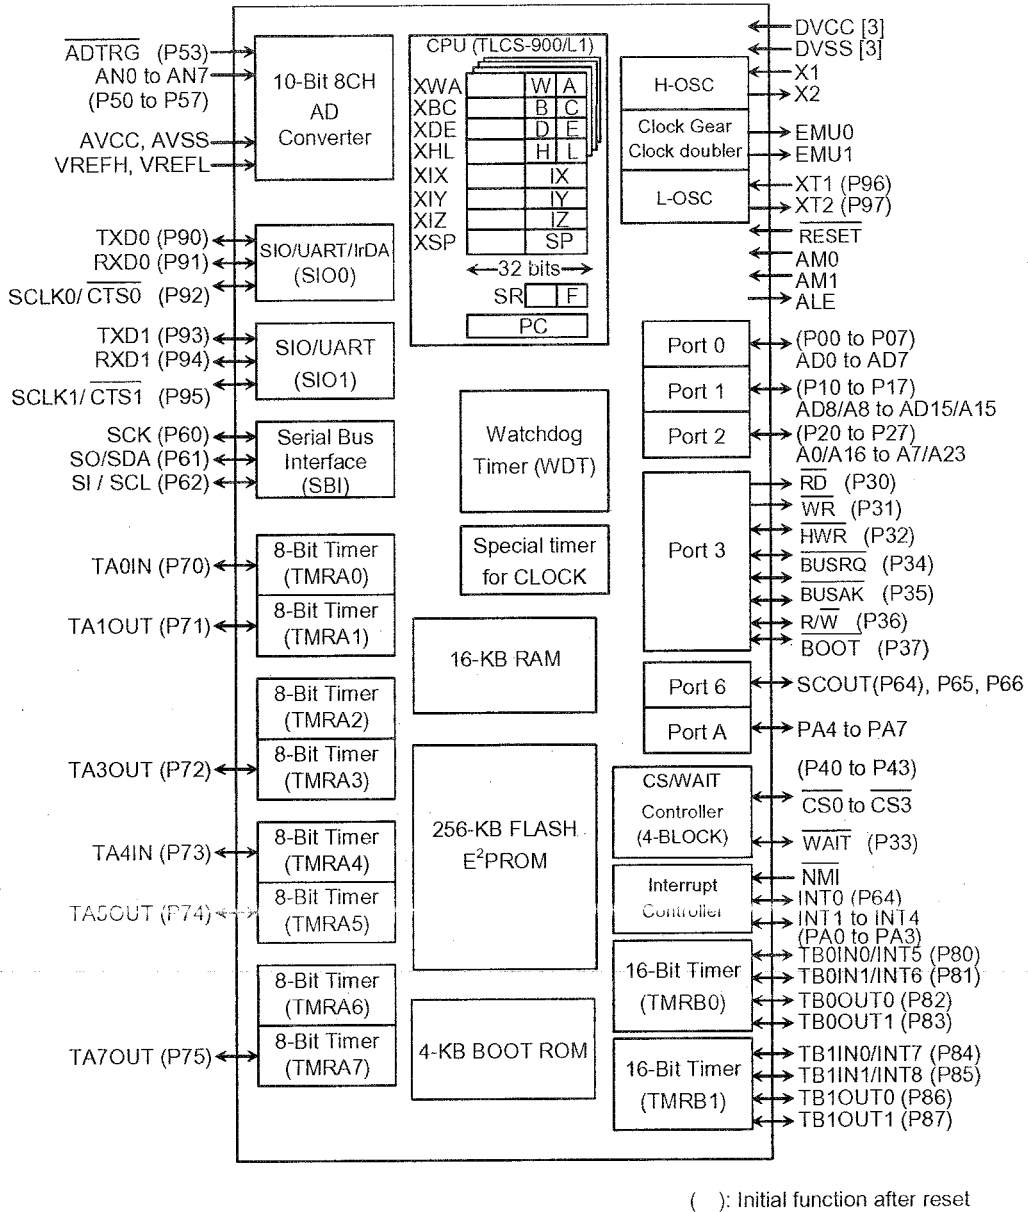 ADTRG (P53)
AN0 to AN7
(P50 to P57)
AVCC, AVSS
VREFH, VREFL
10-Bit 8CH
AD
Converter
TXD0 (P90)
RXD0 (P91)
SCLK0/ CTS0 (P92)
SIO/UART/IrDA
(SIO0)
TXD1 (P93)
RXD1 (P94)
SCLK1/ CTS1 (P95)
SIO/UART
(SIO1)
SCK (P60)
SO/SDA (P61)
SI / SCL (P62)
Serial Bus
Interface
(SBI)
TA0IN (P70)
8-Bit Timer
(TMRA0)
TA1OUT (P71)
8-Bit Timer
(TMRA1)
8-Bit Timer
(TMRA2)
TA3OUT (P72)
8-Bit Timer
(TMRA3)
TA4IN (P73)
8-Bit Timer
(TMRA4)
TA5OUT (P74)
8-Bit Timer
(TMRA5)
8-Bit Timer
(TMRA6)
TA7OUT (P75)
8-Bit Timer
(TMRA7)
CPU (TLCS-900/L1)
XWA W A
XBC B C
XDE D E
XHL H L
XIX IX
XIY IY
XIZ IZ
XSP SP
32 bits
SR F
PC
Watchdog
Timer (WDT)
Special timer
for CLOCK
16-KB RAM
256-KB FLASH
E²PROM
4-KB BOOT ROM
H-OSC
Clock Gear
Clock doubler
L-OSC
DVCC [3]
DVSS [3]
X1
X2
EMU0
EMU1
XT1 (P96)
XT2 (P97)
RESET
AM0
AM1
ALE
Port 0
(P00 to P07)
AD0 to AD7
Port 1
(P10 to P17)
AD8/A8 to AD15/A15
Port 2
(P20 to P27)
A0/A16 to A7/A23
Port 3
RD (P30)
WR (P31)
HWR (P32)
BUSRQ (P34)
BUSAK (P35)
R/W (P36)
BOOT (P37)
Port 6
SCOUT(P64), P65, P66
Port A
PA4 to PA7
CS/WAIT
Controller
(4-BLOCK)
(P40 to P43)
CS0 to CS3
WAIT (P33)
Interrupt
Controller
NMI
INT0 (P64)
INT1 to INT4
(PA0 to PA3)
16-Bit Timer
(TMRB0)
TB0IN0/INT5 (P80)
TB0IN1/INT6 (P81)
TB0OUT0 (P82)
TB0OUT1 (P83)
16-Bit Timer
(TMRB1)
TB1IN0/INT7 (P84)
TB1IN1/INT8 (P85)
TB1OUT0 (P86)
TB1OUT1 (P87)
( ): Initial function after reset